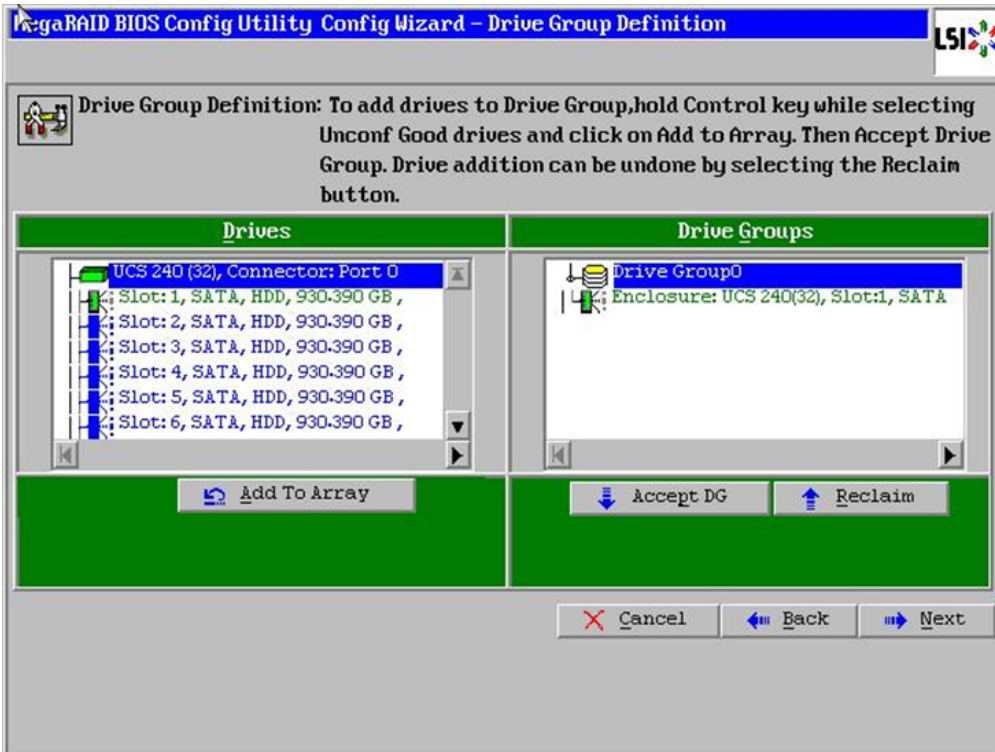 MegaRAID BIOS Config Utility Config Wizard – Drive Group Definition
LSI
Drive Group Definition: To add drives to Drive Group,hold Control key while selecting
Unconf Good drives and click on Add to Array. Then Accept Drive
Group. Drive addition can be undone by selecting the Reclaim
button.
Drives
UCS 240 (32), Connector: Port 0
Slot: 1, SATA, HDD, 930.390 GB,
Slot: 2, SATA, HDD, 930.390 GB,
Slot: 3, SATA, HDD, 930.390 GB,
Slot: 4, SATA, HDD, 930.390 GB,
Slot: 5, SATA, HDD, 930.390 GB,
Slot: 6, SATA, HDD, 930.390 GB,
Add To Array
Drive Groups
Drive Group0
Enclosure: UCS 240(32), Slot:1, SATA
Accept DG
Reclaim
Cancel
Back
Next